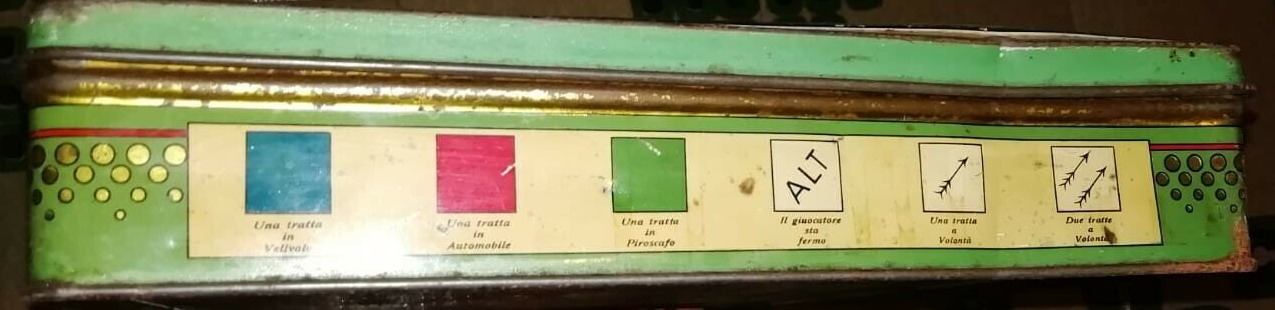 Una tratta
in
Velivolo
Una tratta
in
Automobile
Una tratta
in
Piroscafo
ALT
Il giuocatore
sta
fermo
Una tratta
a
Volontà
Due tratte
a
Volontà